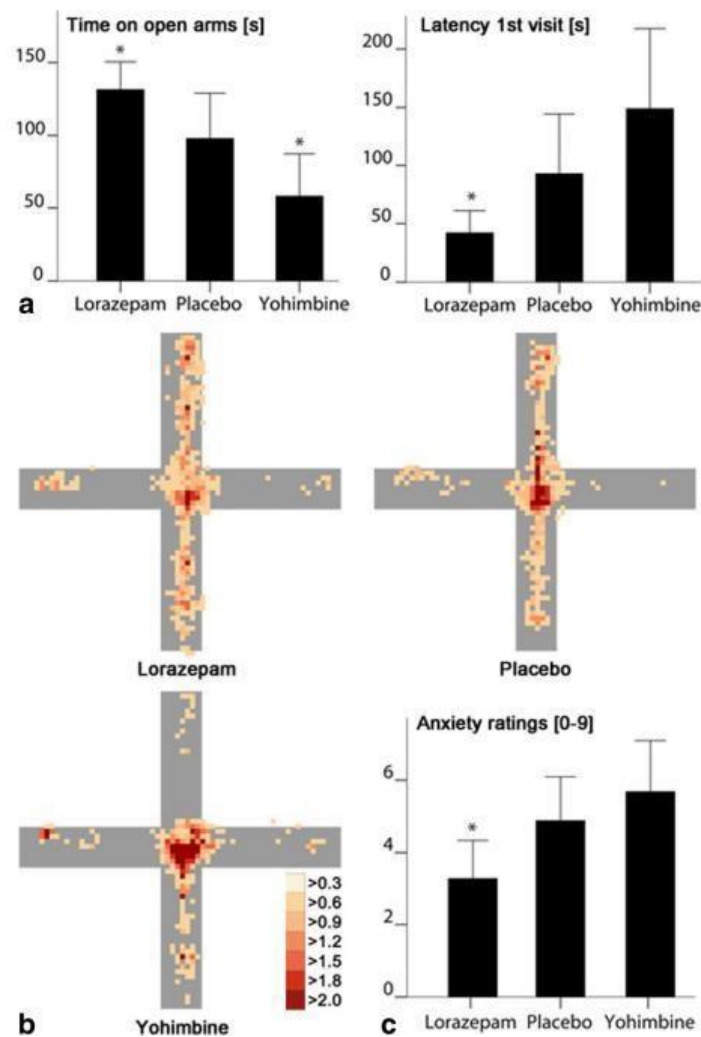 Time on open arms [s]
150
100
50
0
*
*
Lorazepam Placebo Yohimbine
a
Latency 1st visit [s]
200
150
100
50
0
*
Lorazepam Placebo Yohimbine
Lorazepam
Placebo
>0.3
>0.6
>0.9
>1.2
>1.5
>1.8
>2.0
b
Yohimbine
Anxiety ratings [0-9]
6
4
2
0
*
c
Lorazepam Placebo Yohimbine